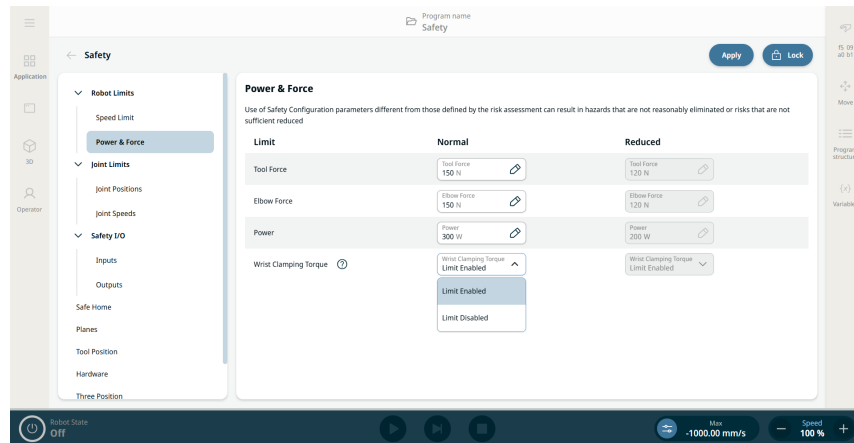 Program name
Safety
Safety
Apply
Lock
f5 09
a0 b1
Application
3D
Operator
Move
Program
structur
{x}
Variable
Robot Limits
Speed Limit
Power & Force
Joint Limits
Joint Positions
Joint Speeds
Safety I/O
Inputs
Outputs
Safe Home
Planes
Tool Position
Hardware
Three Position
Power & Force
Use of Safety Configuration parameters different from those defined by the risk assessment can result in hazards that are not reasonably eliminated or risks that are not
sufficient reduced
Limit Normal Reduced
Tool Force
Tool Force
150 N
Tool Force
120 N
Elbow Force
Elbow Force
150 N
Elbow Force
120 N
Power
Power
300 W
Power
200 W
Wrist Clamping Torque ?
Wrist Clamping Torque
Limit Enabled
Wrist Clamping Torque
Limit Enabled
Limit Enabled
Limit Disabled
Robot State
Off
Max
-1000.00 mm/s
Speed
100 %